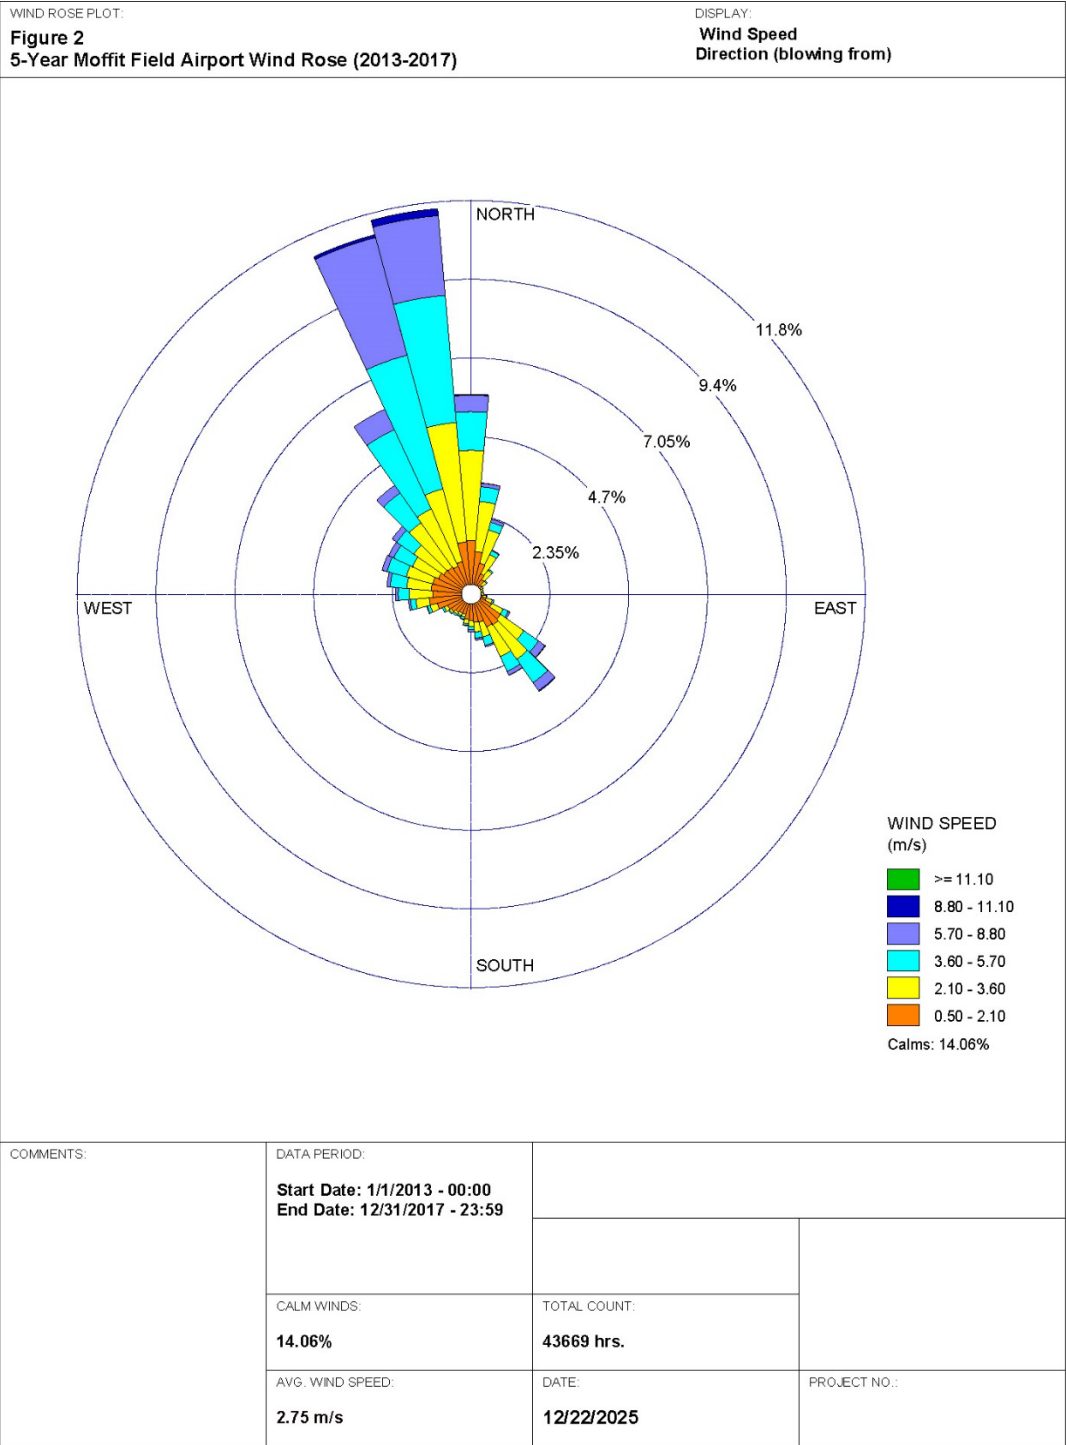 WIND ROSE PLOT:
Figure 2
5-Year Moffit Field Airport Wind Rose (2013-2017)
DISPLAY:
Wind Speed
Direction (blowing from)
NORTH
11.8%
9.4%
7.05%
4.7%
2.35%
WEST
EAST
SOUTH
WIND SPEED
(m/s)
>= 11.10
8.80 - 11.10
5.70 - 8.80
3.60 - 5.70
2.10 - 3.60
0.50 - 2.10
Calms: 14.06%
COMMENTS:
DATA PERIOD:
Start Date: 1/1/2013 - 00:00
End Date: 12/31/2017 - 23:59
CALM WINDS:
14.06%
TOTAL COUNT:
43669 hrs.
AVG. WIND SPEED:
2.75 m/s
DATE:
12/22/2025
PROJECT NO.: